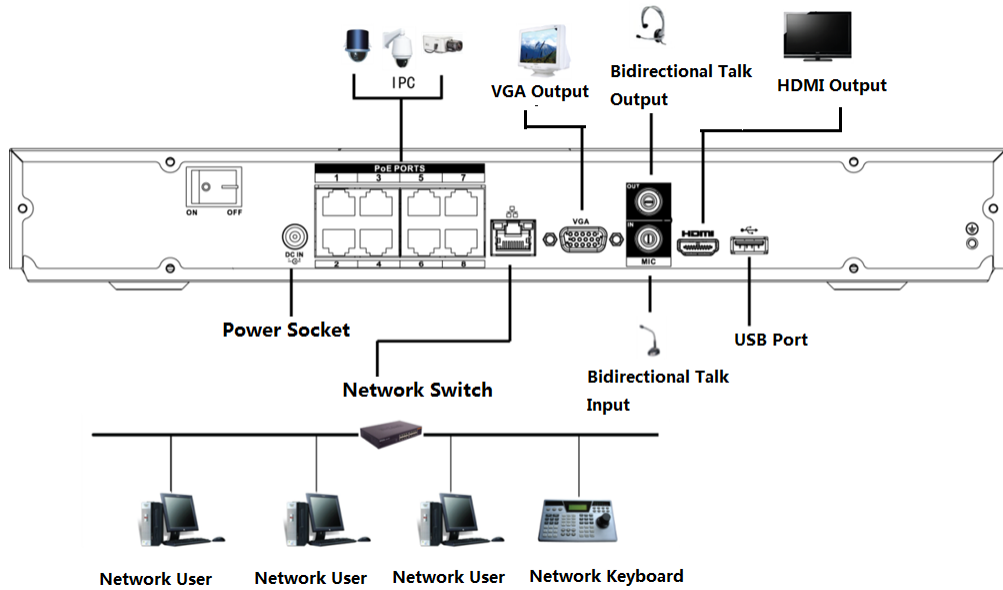 IPC
VGA Output
Bidirectional Talk
Output
HDMI Output
PoE PORTS
1 3 5 7
ON OFF
DC IN
2 4 6 8
VGA
OUT
IN
MIC
HDMI
Power Socket
Network Switch
Bidirectional Talk
Input
USB Port
Network User
Network User
Network User
Network Keyboard